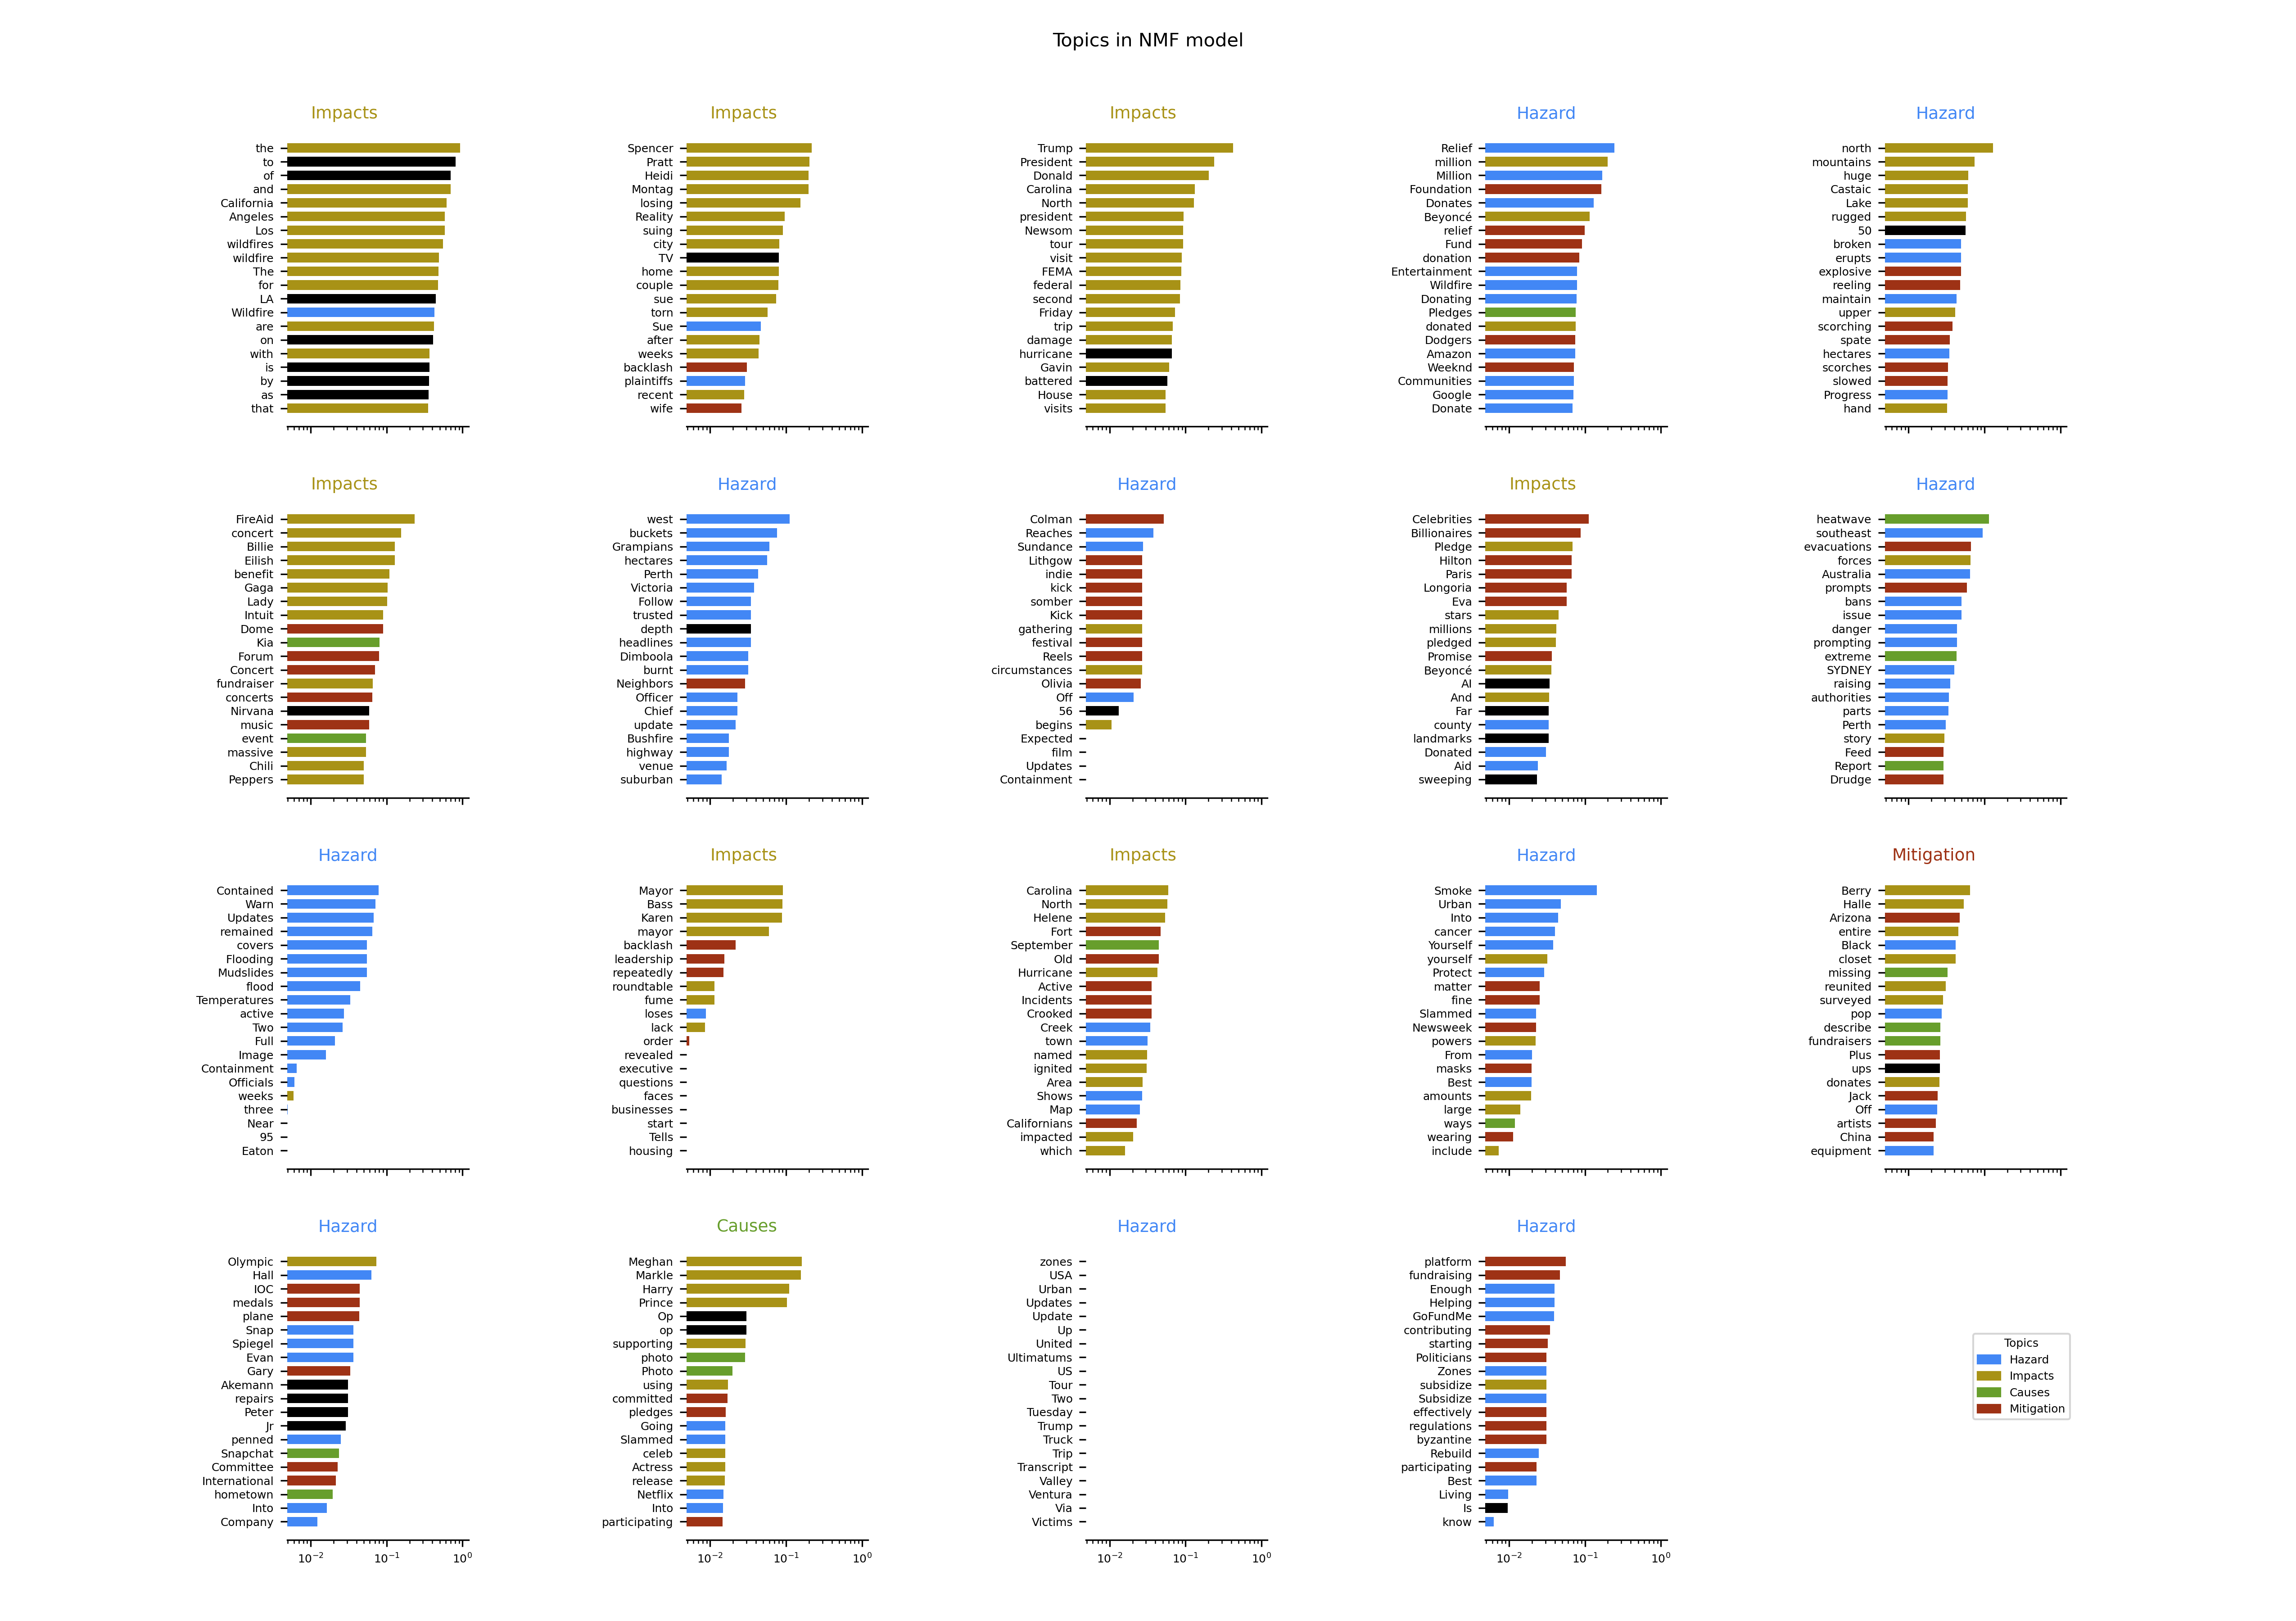 Topics in NMF model
Impacts
the
to
of
and
California
Angeles
Los
wildfires
wildfire
The
for
LA
Wildfire
are
on
with
is
by
as
that
Impacts
Spencer
Pratt
Heidi
Montag
losing
Reality
suing
city
TV
home
couple
sue
torn
Sue
after
weeks
backlash
plaintiffs
recent
wife
Impacts
Trump
President
Donald
Carolina
North
president
Newsom
tour
visit
FEMA
federal
second
Friday
trip
damage
hurricane
Gavin
battered
House
visits
Hazard
Relief
million
Million
Foundation
Donates
Beyoncé
relief
Fund
donation
Entertainment
Wildfire
Donating
Pledges
donated
Dodgers
Amazon
Weeknd
Communities
Google
Donate
Hazard
north
mountains
huge
Castaic
Lake
rugged
50
broken
erupts
explosive
reeling
maintain
upper
scorching
spate
hectares
scorches
slowed
Progress
hand
Impacts
FireAid
concert
Billie
Eilish
benefit
Gaga
Lady
Intuit
Dome
Kia
Forum
Concert
fundraiser
concerts
Nirvana
music
event
massive
Chili
Peppers
Hazard
west
buckets
Grampians
hectares
Perth
Victoria
Follow
trusted
depth
headlines
Dimboola
burnt
Neighbors
Officer
Chief
update
Bushfire
highway
venue
suburban
Hazard
Colman
Reaches
Sundance
Lithgow
indie
kick
somber
Kick
gathering
festival
Reels
circumstances
Olivia
Off
56
begins
Expected
film
Updates
Containment
Impacts
Celebrities
Billionaires
Pledge
Hilton
Paris
Longoria
Eva
stars
millions
pledged
Promise
Beyoncé
AI
And
Far
county
landmarks
Donated
Aid
sweeping
Hazard
heatwave
southeast
evacuations
forces
Australia
prompts
bans
issue
danger
prompting
extreme
SYDNEY
raising
authorities
parts
Perth
story
Feed
Report
Drudge
Hazard
Contained
Warn
Updates
remained
covers
Flooding
Mudslides
flood
Temperatures
active
Two
Full
Image
Containment
Officials
weeks
three
Near
95
Eaton
Impacts
Mayor
Bass
Karen
mayor
backlash
leadership
repeatedly
roundtable
fume
loses
lack
order
revealed
executive
questions
faces
businesses
start
Tells
housing
Impacts
Carolina
North
Helene
Fort
September
Old
Hurricane
Active
Incidents
Crooked
Creek
town
named
ignited
Area
Shows
Map
Californians
impacted
which
Hazard
Smoke
Urban
Into
cancer
Yourself
yourself
Protect
matter
fine
Slammed
Newsweek
powers
From
masks
Best
amounts
large
ways
wearing
include
Mitigation
Berry
Halle
Arizona
entire
Black
closet
missing
reunited
surveyed
pop
describe
fundraisers
Plus
ups
donates
Jack
Off
artists
China
equipment
Hazard
Olympic
Hall
IOC
medals
plane
Snap
Spiegel
Evan
Gary
Akemann
repairs
Peter
Jr
penned
Snapchat
Committee
International
hometown
Into
Company
10⁻² 10⁻¹ 10⁰
Causes
Meghan
Markle
Harry
Prince
Op
op
supporting
photo
Photo
using
committed
pledges
Going
Slammed
celeb
Actress
release
Netflix
Into
participating
10⁻² 10⁻¹ 10⁰
Hazard
zones
USA
Urban
Updates
Update
Up
United
Ultimatums
US
Tour
Two
Tuesday
Trump
Truck
Trip
Transcript
Valley
Ventura
Via
Victims
10⁻² 10⁻¹ 10⁰
Hazard
platform
fundraising
Enough
Helping
GoFundMe
contributing
starting
Politicians
Zones
subsidize
Subsidize
effectively
regulations
byzantine
Rebuild
participating
Best
Living
Is
know
10⁻² 10⁻¹ 10⁰
Topics
Hazard
Impacts
Causes
Mitigation